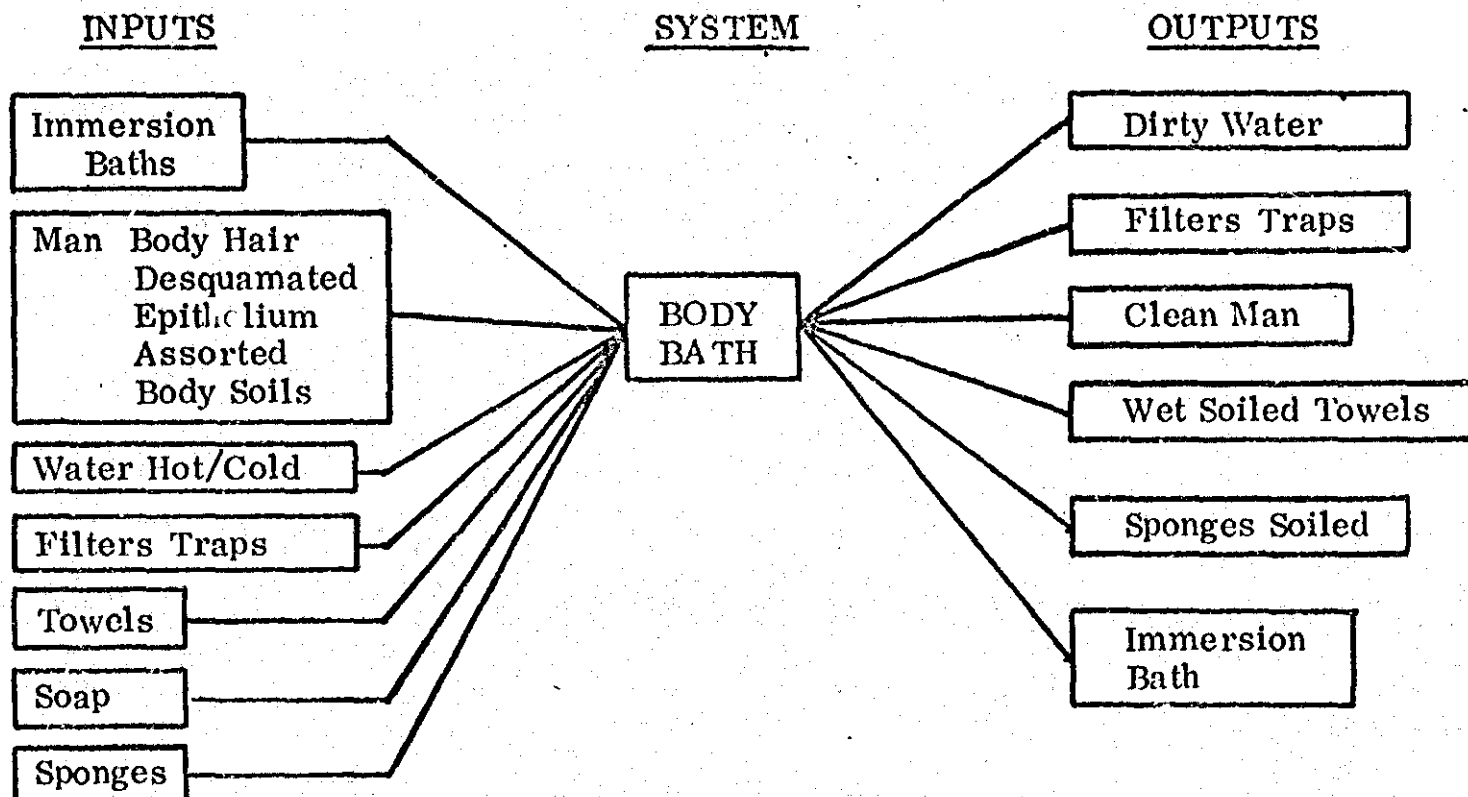 INPUTS
SYSTEM
OUTPUTS
Immersion
Baths
Man Body Hair
Desquamated
Epithelium
Assorted
Body Soils
Water Hot/Cold
Filters Traps
Towels
Soap
Sponges
BODY
BATH
Dirty Water
Filters Traps
Clean Man
Wet Soiled Towels
Sponges Soiled
Immersion
Bath